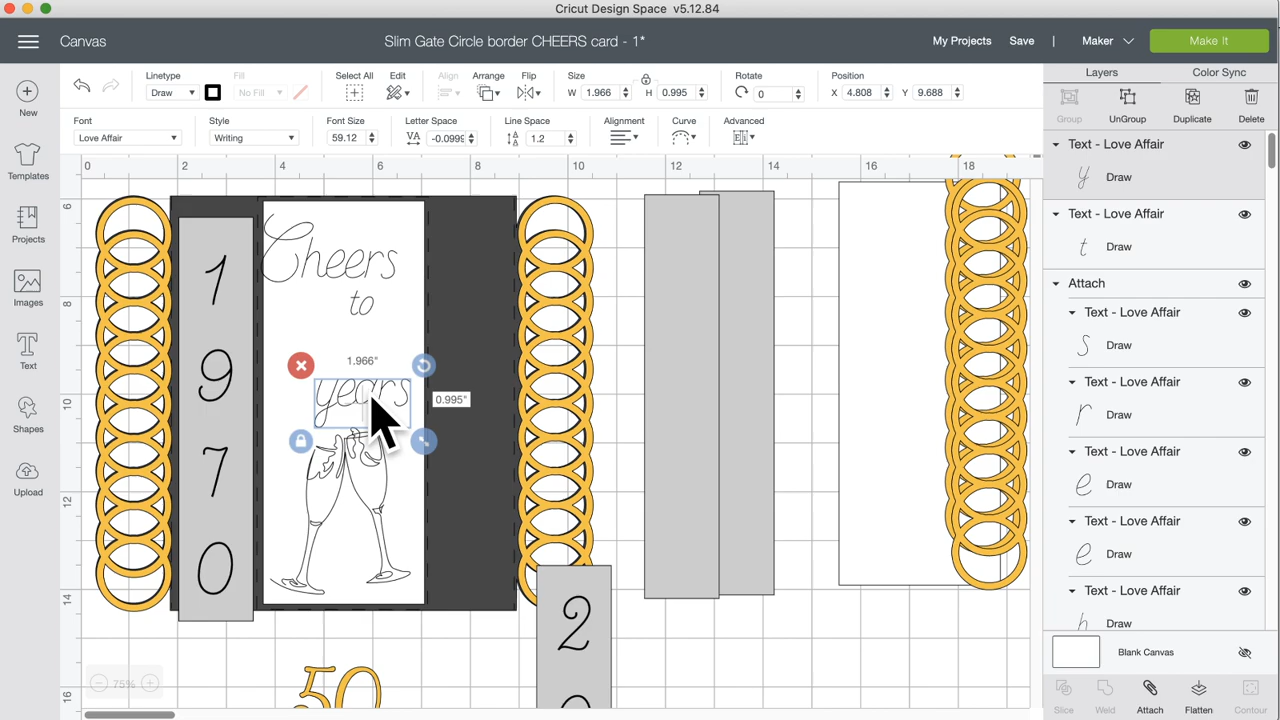 Cricut Design Space v5.12.84
Canvas
Slim Gate Circle border CHEERS card - 1*
My Projects Save | Maker Make It
Linetype Fill Select All Edit Align Arrange Flip Size Rotate Position
Draw No Fill W 1.966 H 0.995 0 X 4.808 Y 9.688
Font Style Font Size Letter Space Line Space Alignment Curve Advanced
Love Affair Writing 59.12 VA -0.0999 1.2
New
Templates
Projects
Images
Text
Shapes
Upload
0 2 4 6 8 10 12 14 16 18
6
8
10
12
14
16
1
9
7
0
Cheers
to
1.966"
years
0.995"
2
50
75%
Layers Color Sync
Group UnGroup Duplicate Delete
Text - Love Affair
y Draw
Text - Love Affair
t Draw
Attach
Text - Love Affair
s Draw
Text - Love Affair
r Draw
Text - Love Affair
e Draw
Text - Love Affair
e Draw
Text - Love Affair
h Draw
Blank Canvas
Slice Weld Attach Flatten Contour